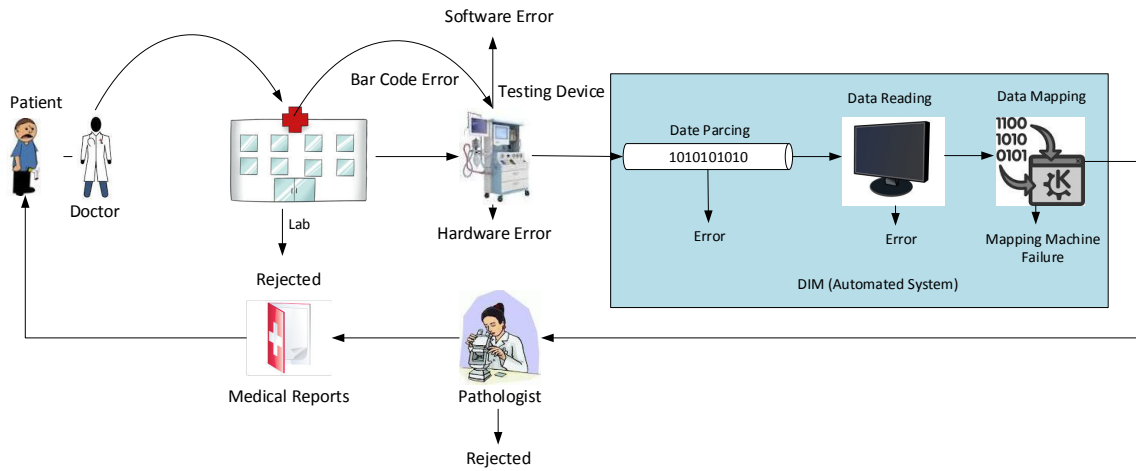 Software Error
Bar Code Error
Testing Device
Patient
Doctor
Lab
Rejected
Hardware Error
Date Parcing
1010101010
Error
Data Reading
Error
Data Mapping
1100
1010
0101
K
Mapping Machine
Failure
DIM (Automated System)
Medical Reports
Pathologist
Rejected